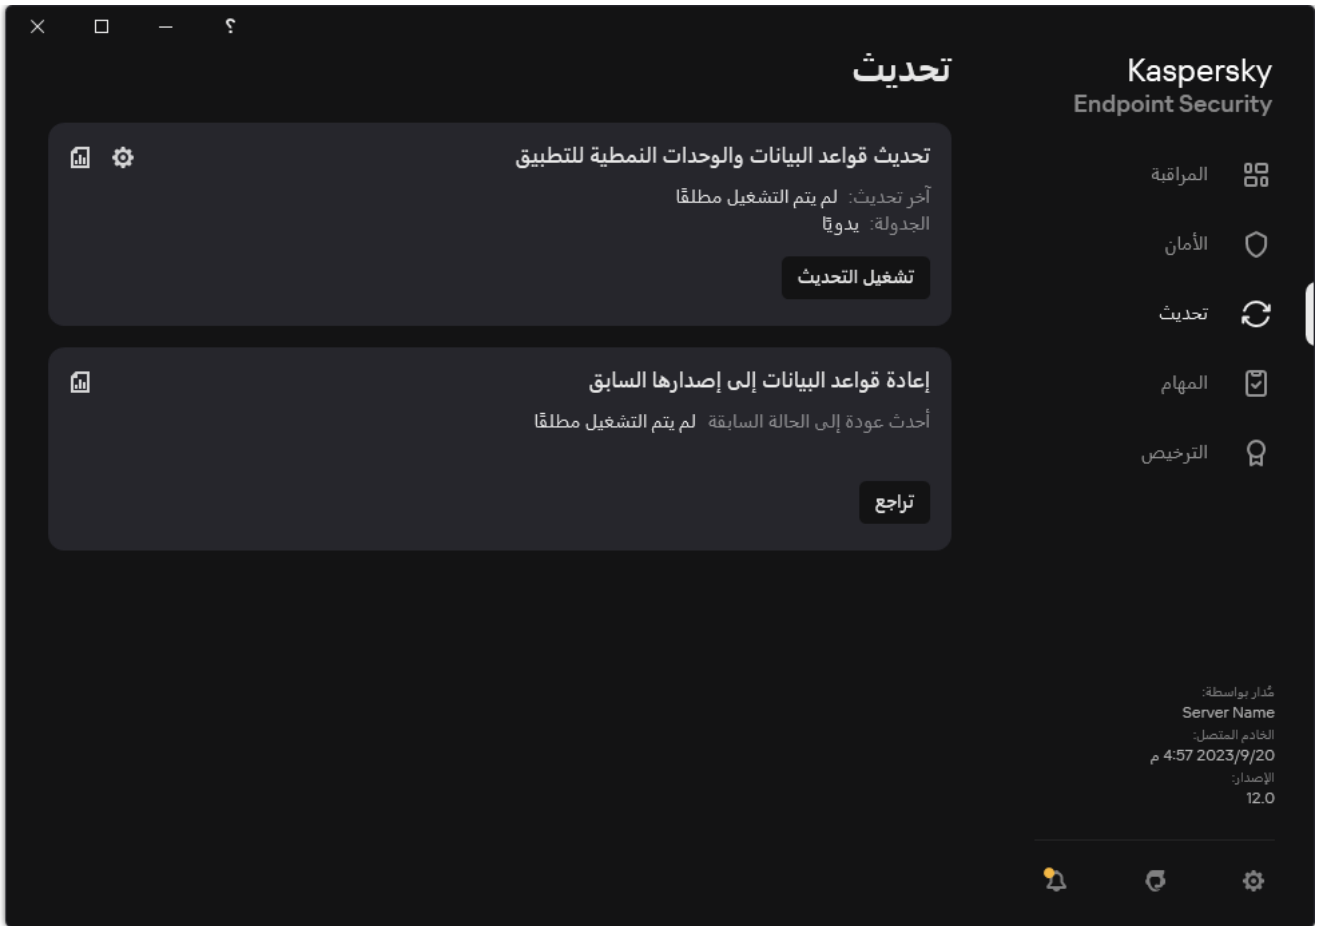 ؟
Kaspersky
Endpoint Security
المراقبة
الأمان
تحديث
المهام
الترخيص
مُدار بواسطة:
Server Name
الخادم المتصل:
2023/9/20 4:57 م
الإصدار:
12.0
تحديث
تحديث قواعد البيانات والوحدات النمطية للتطبيق
آخر تحديث: لم يتم التشغيل مطلقًا
الجدولة: يدويًا
تشغيل التحديث
إعادة قواعد البيانات إلى إصدارها السابق
أحدث عودة إلى الحالة السابقة لم يتم التشغيل مطلقًا
تراجع